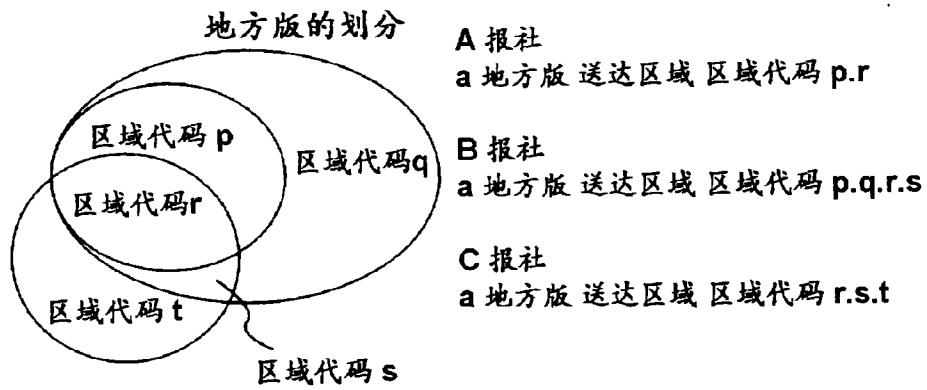 地方版的划分
区域代码 p
区域代码q
区域代码r
区域代码 t
区域代码 s
A 报社
a 地方版 送达区域 区域代码 p.r
B 报社
a 地方版 送达区域 区域代码 p.q.r.s
C 报社
a 地方版 送达区域 区域代码 r.s.t